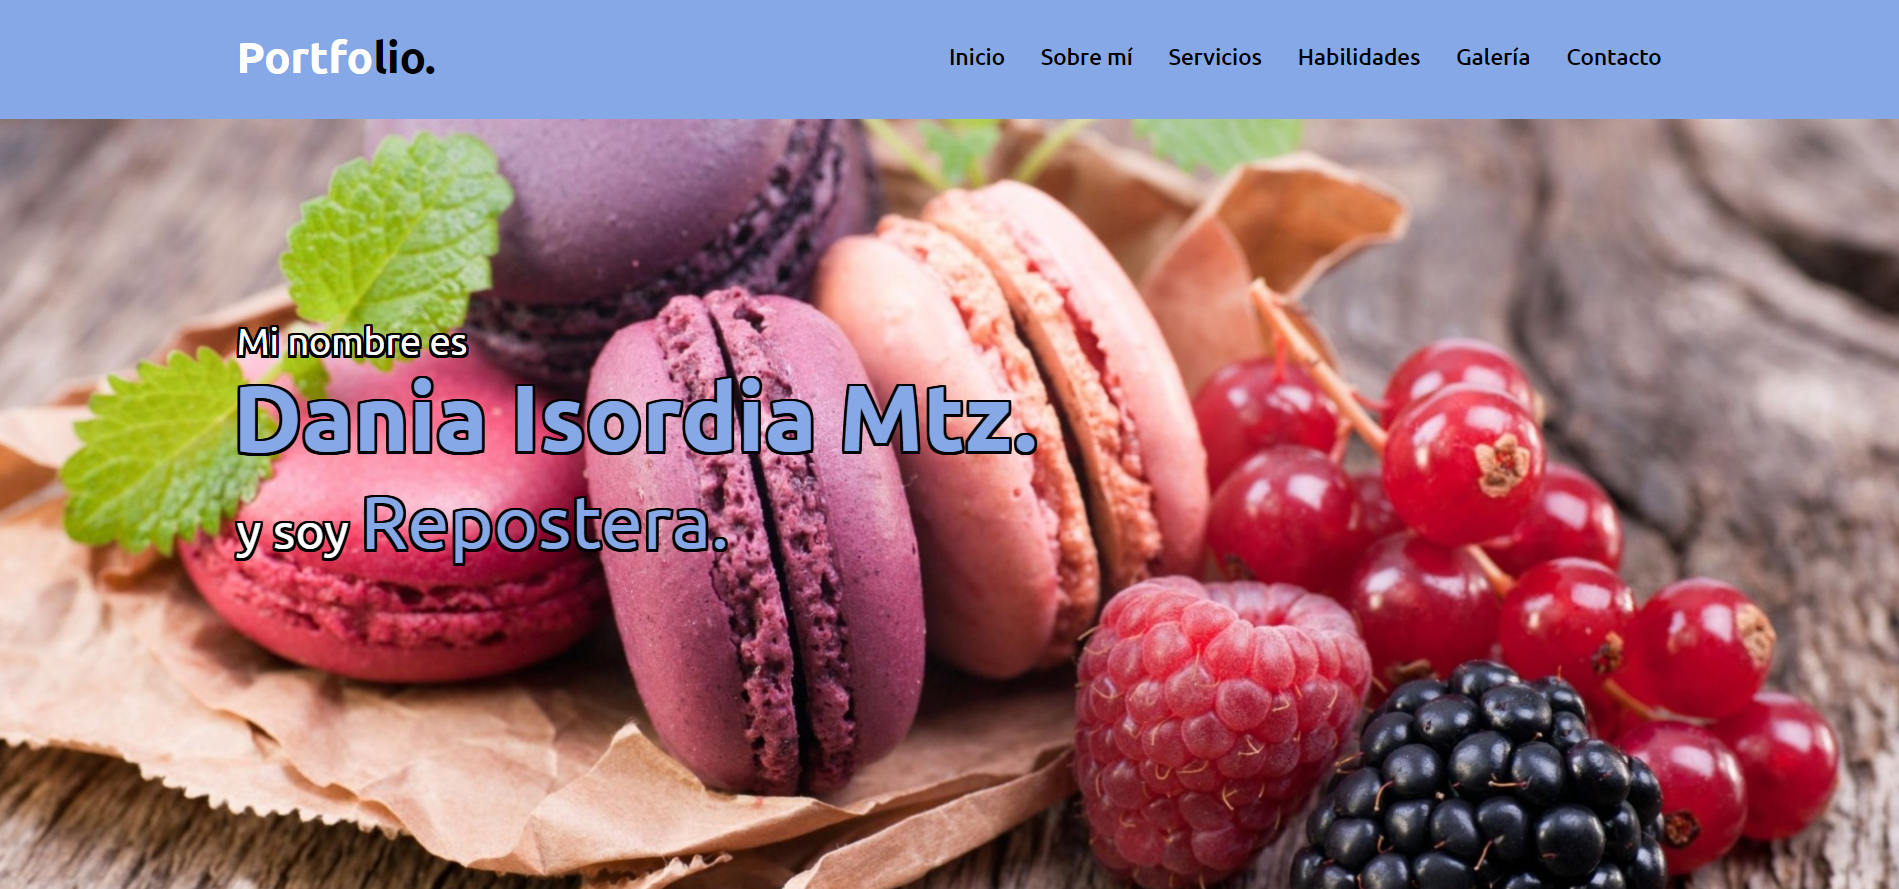 Portfolio.
Inicio Sobre mí Servicios Habilidades Galería Contacto
Mi nombre es
Dania Isordia Mtz.
y soy Repostera.